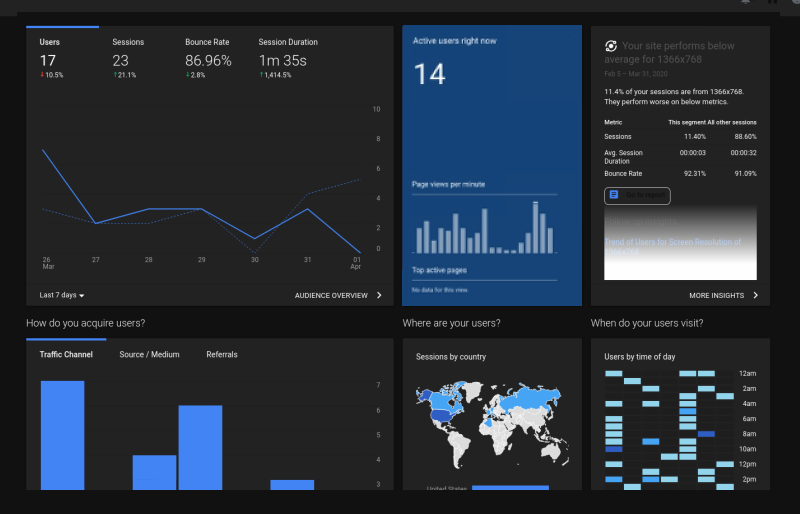 Users
Sessions
Bounce Rate
Session Duration
17
23
86.96%
1m 35s
↓10.5%
↑21.1%
↓2.8%
↑1,414.5%
10
8
6
4
2
0
26
Mar
27
28
29
30
31
01
Apr
Last 7 days
AUDIENCE OVERVIEW
Active users right now
14
Page views per minute
Top active pages
No data for this view.
Your site performs below
average for 1366x768
Feb 5 – Mar 31, 2020
11.4% of your sessions are from 1366x768.
They perform worse on below metrics.
Metric This segment All other sessions
Sessions 11.40% 88.60%
Avg. Session
Duration 00:00:03 00:00:32
Bounce Rate 92.31% 91.09%
Go to report
Trend of Users for Screen Resolution of
1366x768
MORE INSIGHTS
How do you acquire users?
Where are your users?
When do your users visit?
Traffic Channel
Source / Medium
Referrals
7
6
5
4
3
Sessions by country
United States
Users by time of day
12am
2am
4am
6am
8am
10am
12pm
2pm